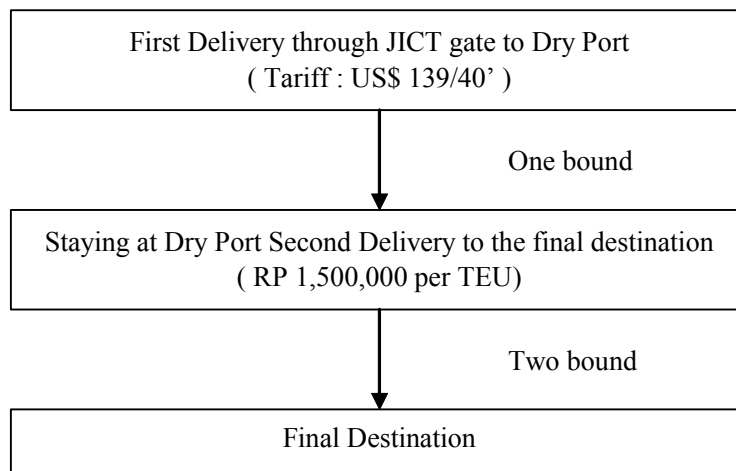 First Delivery through JICT gate to Dry Port
( Tariff : US$ 139/40’ )
One bound
Staying at Dry Port Second Delivery to the final destination
( RP 1,500,000 per TEU)
Two bound
Final Destination